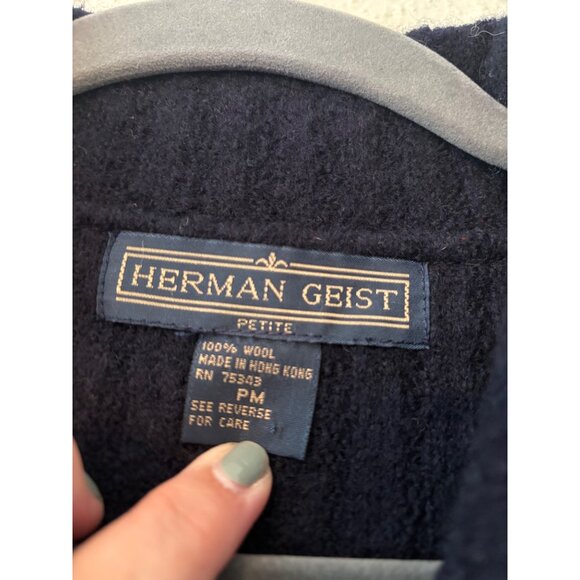 HERMAN GEIST
PETITE
100% WOOL
MADE IN HONG KONG
RN 75343
PM
SEE REVERSE
FOR CARE